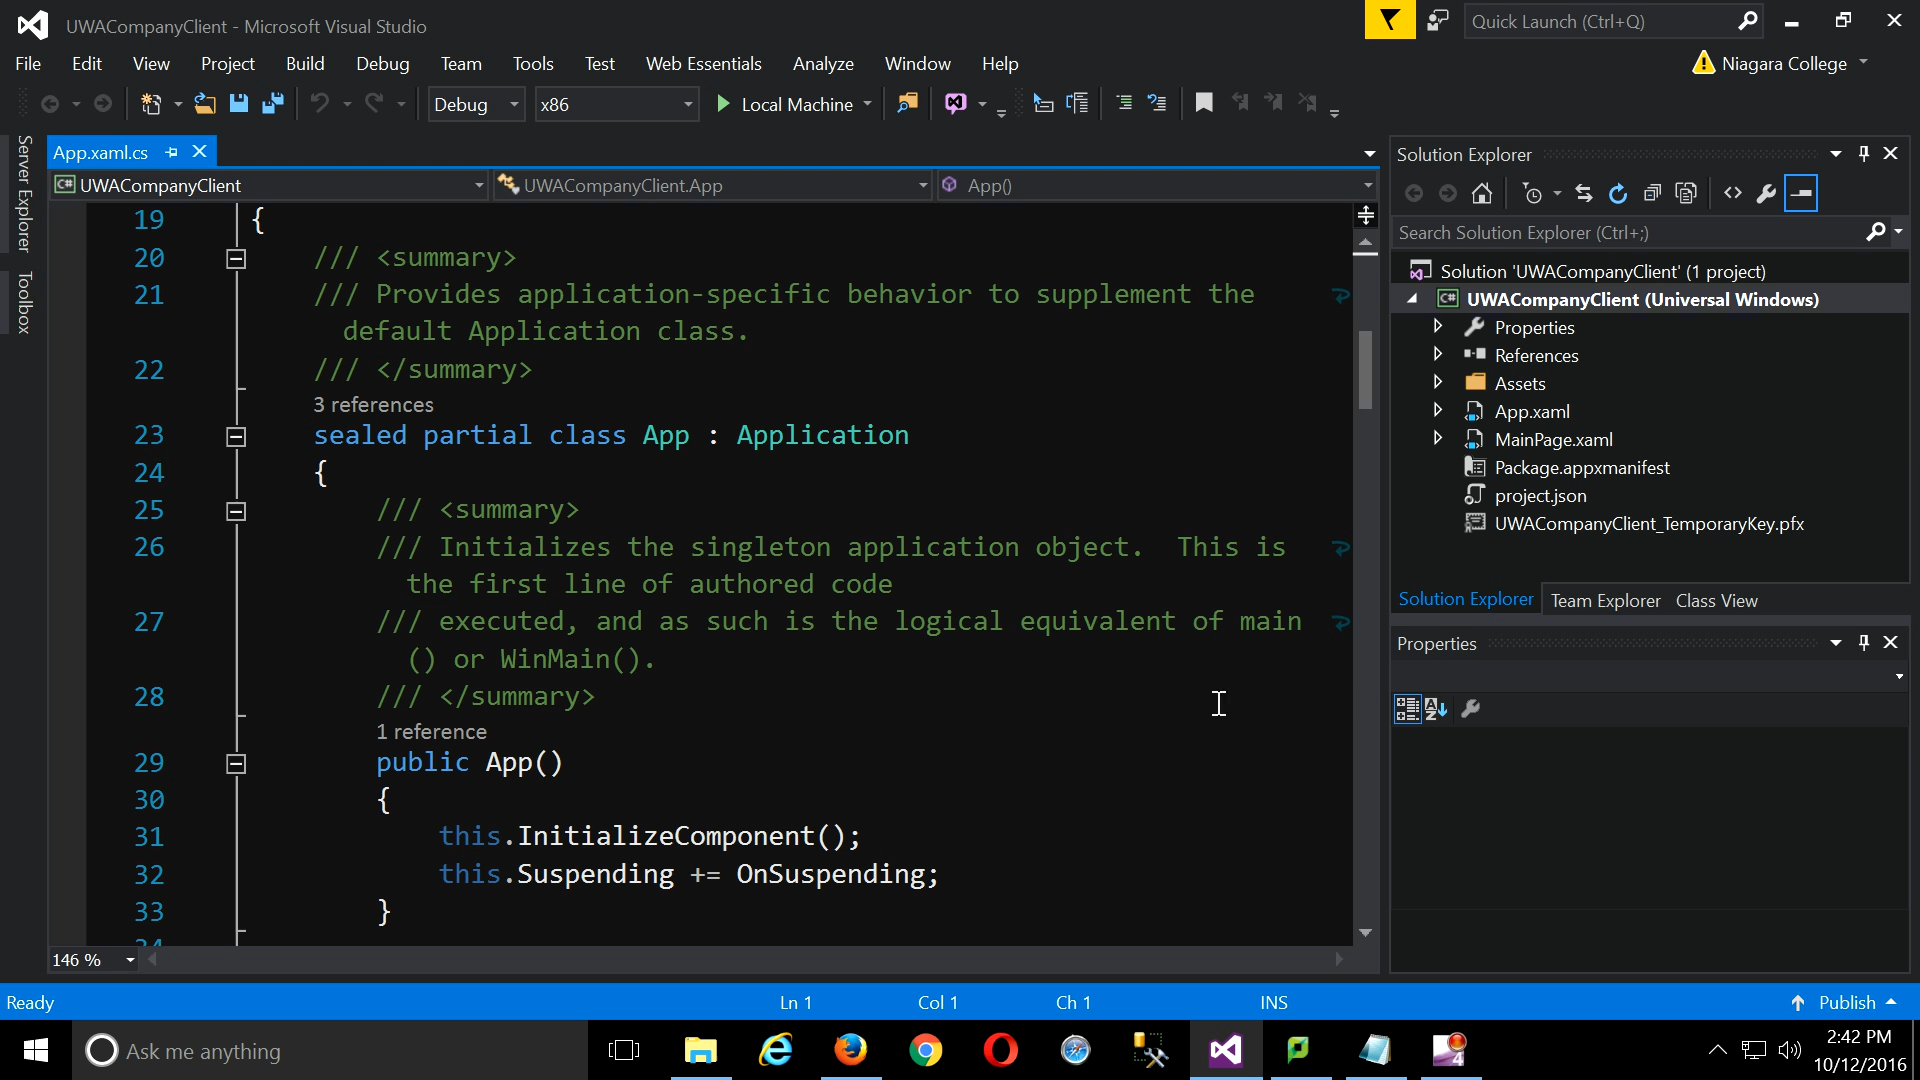 UWACompanyClient - Microsoft Visual Studio
Quick Launch (Ctrl+Q)
File Edit View Project Build Debug Team Tools Test Web Essentials Analyze Window Help
Niagara College
Debug x86 Local Machine
Server Explorer
Toolbox
App.xaml.cs
UWACompanyClient UWACompanyClient.App App()
19 {
20 /// <summary>
21 /// Provides application-specific behavior to supplement the
default Application class.
22 /// </summary>
3 references
23 sealed partial class App : Application
24 {
25 /// <summary>
26 /// Initializes the singleton application object.  This is
the first line of authored code
27 /// executed, and as such is the logical equivalent of main
() or WinMain().
28 /// </summary>
1 reference
29 public App()
30 {
31 this.InitializeComponent();
32 this.Suspending += OnSuspending;
33 }
34
146 %
Solution Explorer
Search Solution Explorer (Ctrl+;)
Solution 'UWACompanyClient' (1 project)
UWACompanyClient (Universal Windows)
Properties
References
Assets
App.xaml
MainPage.xaml
Package.appxmanifest
project.json
UWACompanyClient_TemporaryKey.pfx
Solution Explorer Team Explorer Class View
Properties
Ready Ln 1 Col 1 Ch 1 INS Publish
Ask me anything
4
2:42 PM
10/12/2016